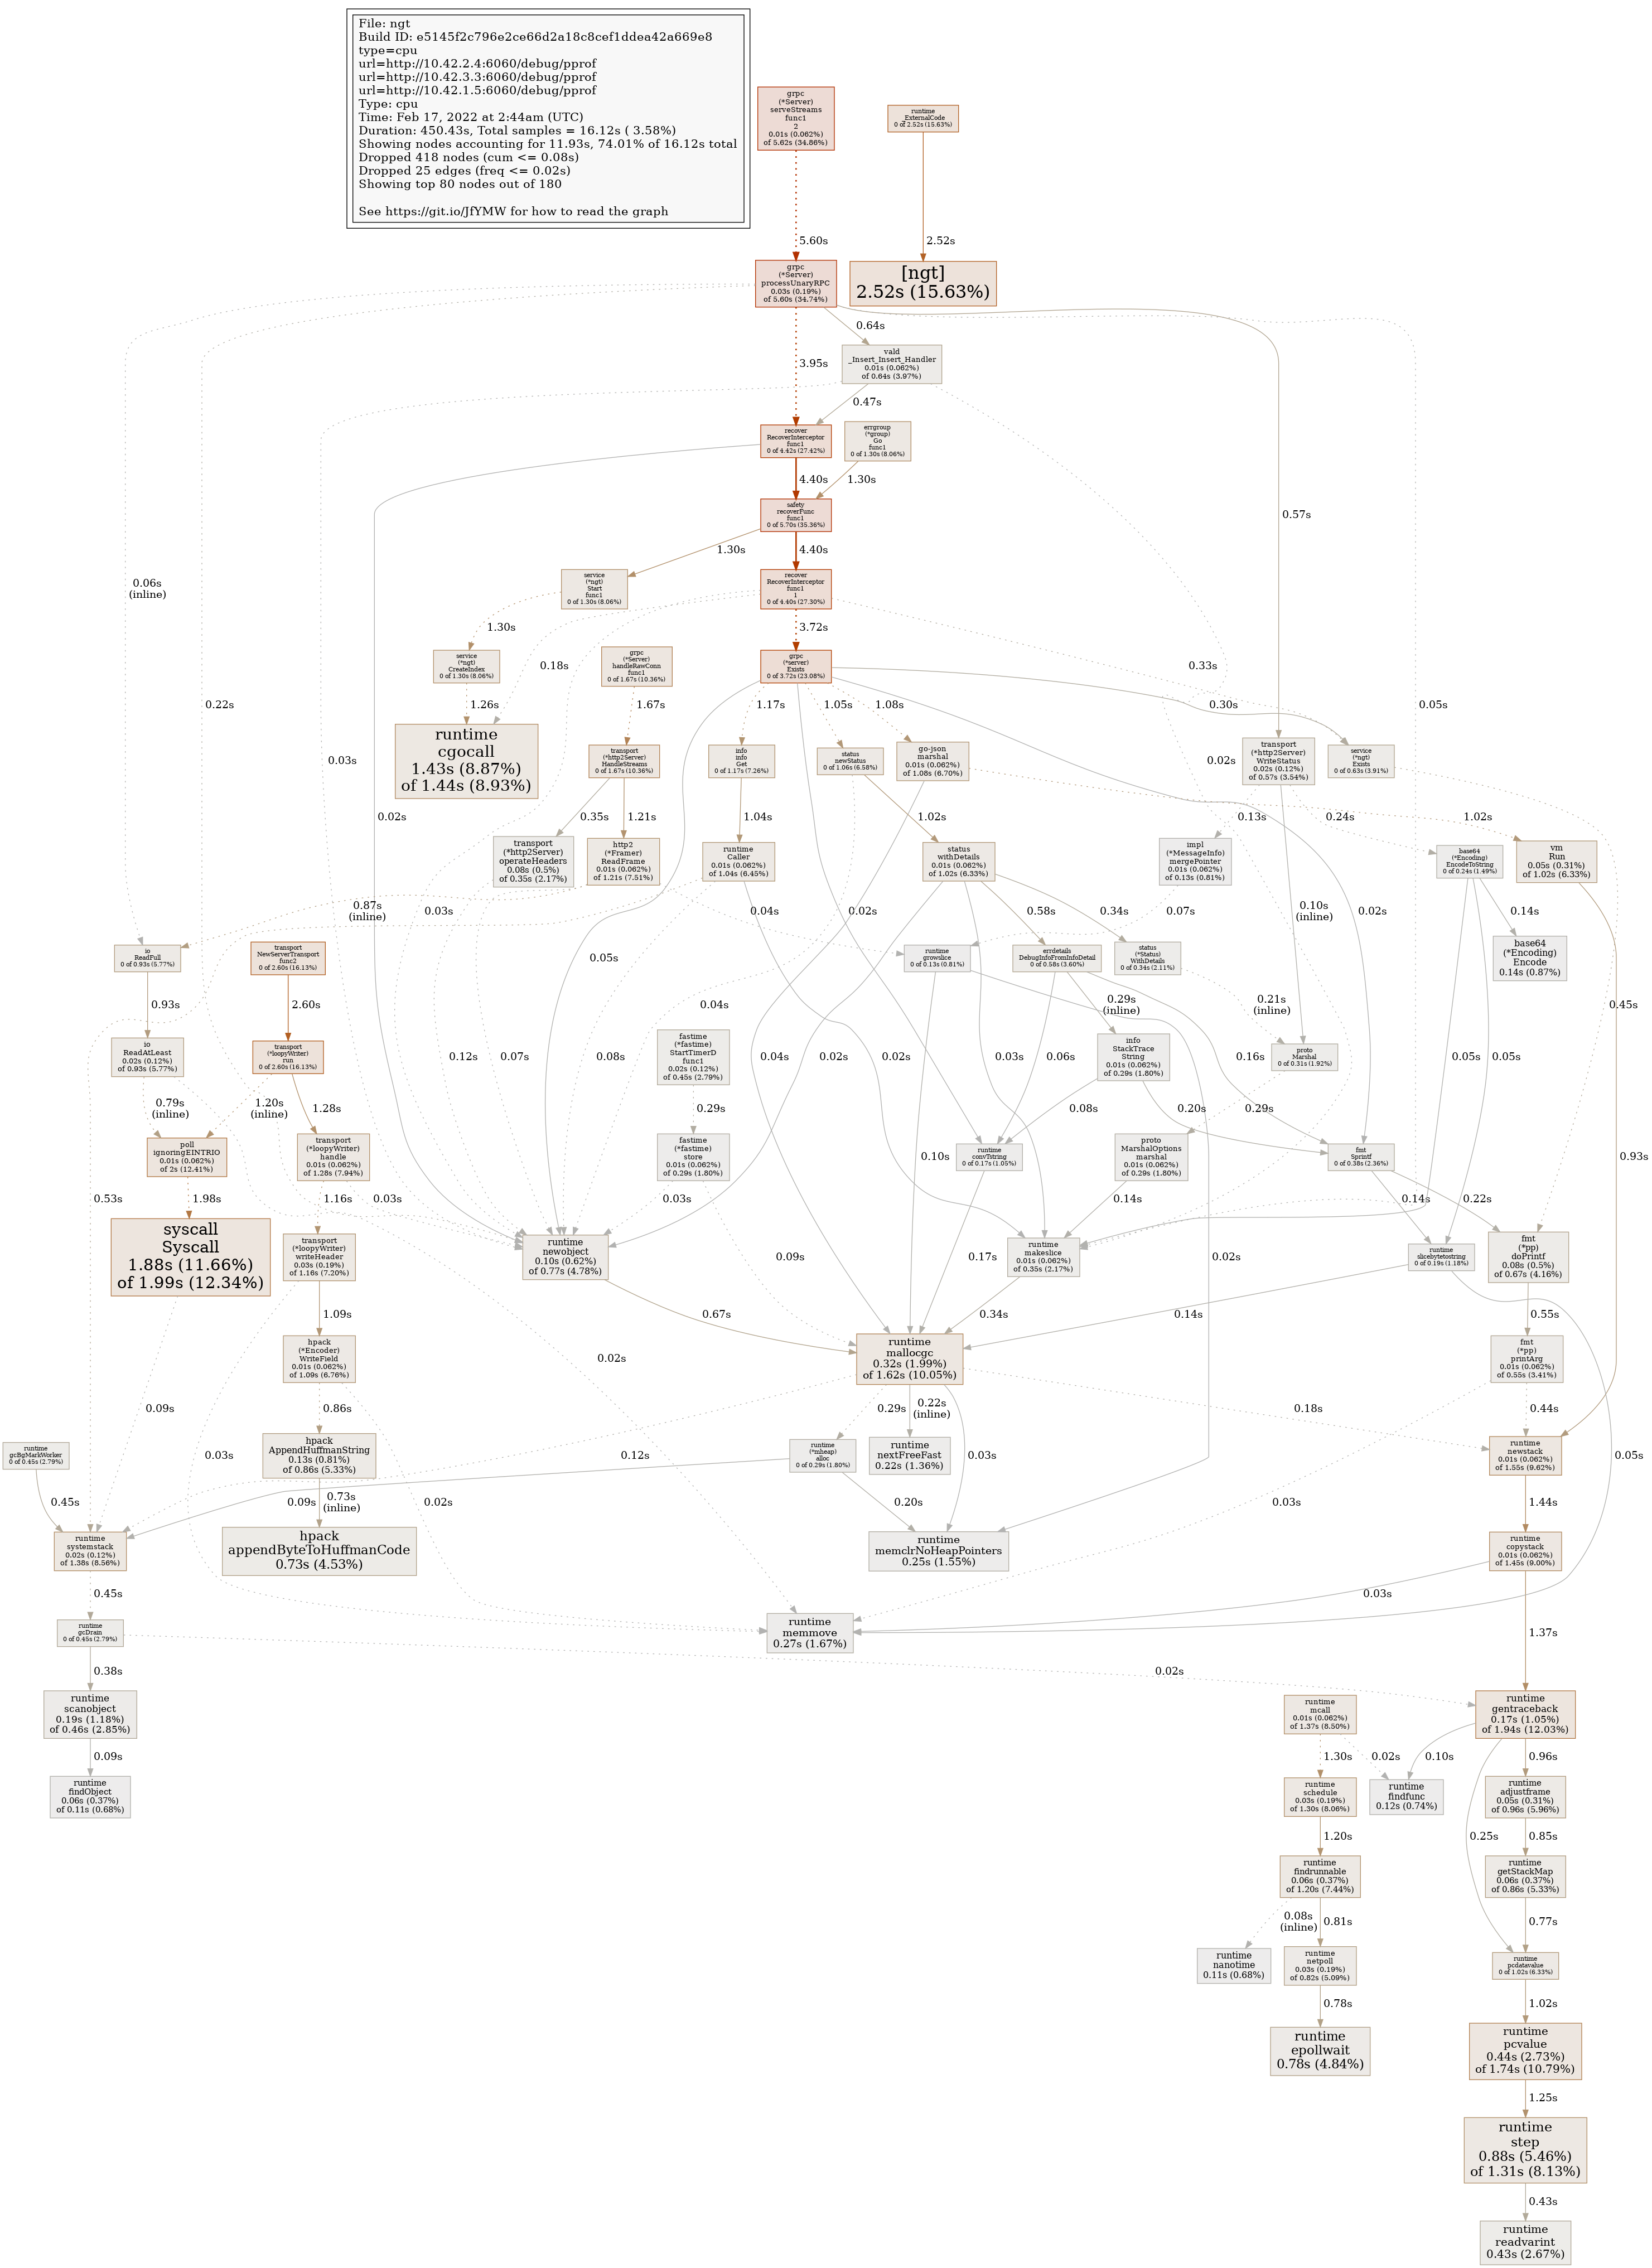 File: ngt
Build ID: e5145f2c796e2ce66d2a18c8cef1ddea42a669e8
type=cpu
url=http://10.42.2.4:6060/debug/pprof
url=http://10.42.3.3:6060/debug/pprof
url=http://10.42.1.5:6060/debug/pprof
Type: cpu
Time: Feb 17, 2022 at 2:44am (UTC)
Duration: 450.43s, Total samples = 16.12s ( 3.58%)
Showing nodes accounting for 11.93s, 74.01% of 16.12s total
Dropped 418 nodes (cum <= 0.08s)
Dropped 25 edges (freq <= 0.02s)
Showing top 80 nodes out of 180
See https://git.io/JfYMW for how to read the graph
grpc
(*Server)
serveStreams
func1
2
0.01s (0.062%)
of 5.62s (34.86%)
runtime
_ExternalCode
0 of 2.52s (15.63%)
5.60s
2.52s
grpc
(*Server)
processUnaryRPC
0.03s (0.19%)
of 5.60s (34.74%)
[ngt]
2.52s (15.63%)
0.64s
3.95s
vald
_Insert_Insert_Handler
0.01s (0.062%)
of 0.64s (3.97%)
0.47s
recover
RecoverInterceptor
func1
0 of 4.42s (27.42%)
errgroup
(*group)
Go
func1
0 of 1.30s (8.06%)
4.40s
1.30s
safety
recoverFunc
func1
0 of 5.70s (35.36%)
0.57s
1.30s
4.40s
0.06s
(inline)
service
(*ngt)
Start
func1
0 of 1.30s (8.06%)
recover
RecoverInterceptor
func1
1
0 of 4.40s (27.30%)
1.30s
3.72s
service
(*ngt)
CreateIndex
0 of 1.30s (8.06%)
0.18s
grpc
(*Server)
handleRawConn
func1
0 of 1.67s (10.36%)
grpc
(*server)
Exists
0 of 3.72s (23.08%)
0.33s
0.22s
1.26s
1.67s
1.17s
1.05s
1.08s
0.30s
0.05s
runtime
cgocall
1.43s (8.87%)
of 1.44s (8.93%)
0.03s
transport
(*http2Server)
HandleStreams
0 of 1.67s (10.36%)
info
info
Get
0 of 1.17s (7.26%)
status
newStatus
0 of 1.06s (6.58%)
go-json
marshal
0.01s (0.062%)
of 1.08s (6.70%)
0.02s
transport
(*http2Server)
WriteStatus
0.02s (0.12%)
of 0.57s (3.54%)
service
(*ngt)
Exists
0 of 0.63s (3.91%)
0.02s
0.35s
1.21s
1.04s
1.02s
0.13s
0.24s
1.02s
transport
(*http2Server)
operateHeaders
0.08s (0.5%)
of 0.35s (2.17%)
http2
(*Framer)
ReadFrame
0.01s (0.062%)
of 1.21s (7.51%)
runtime
Caller
0.01s (0.062%)
of 1.04s (6.45%)
status
withDetails
0.01s (0.062%)
of 1.02s (6.33%)
impl
(*MessageInfo)
mergePointer
0.01s (0.062%)
of 0.13s (0.81%)
base64
(*Encoding)
EncodeToString
0 of 0.24s (1.49%)
vm
Run
0.05s (0.31%)
of 1.02s (6.33%)
0.87s
(inline)
0.03s
0.04s
0.02s
0.58s
0.34s
0.07s
0.10s
(inline)
0.02s
0.14s
io
ReadFull
0 of 0.93s (5.77%)
transport
NewServerTransport
func2
0 of 2.60s (16.13%)
0.05s
runtime
growslice
0 of 0.13s (0.81%)
errdetails
DebugInfoFromInfoDetail
0 of 0.58s (3.60%)
status
(*Status)
WithDetails
0 of 0.34s (2.11%)
base64
(*Encoding)
Encode
0.14s (0.87%)
0.93s
2.60s
0.04s
0.29s
(inline)
0.21s
(inline)
0.45s
io
ReadAtLeast
0.02s (0.12%)
of 0.93s (5.77%)
transport
(*loopyWriter)
run
0 of 2.60s (16.13%)
0.12s
0.07s
0.08s
fastime
(*fastime)
StartTimerD
func1
0.02s (0.12%)
of 0.45s (2.79%)
0.04s
0.02s
0.02s
0.03s
0.06s
info
StackTrace
String
0.01s (0.062%)
of 0.29s (1.80%)
0.16s
proto
Marshal
0 of 0.31s (1.92%)
0.05s
0.05s
0.79s
(inline)
1.20s
(inline)
1.28s
0.29s
0.08s
0.20s
0.29s
poll
ignoringEINTRIO
0.01s (0.062%)
of 2s (12.41%)
transport
(*loopyWriter)
handle
0.01s (0.062%)
of 1.28s (7.94%)
fastime
(*fastime)
store
0.01s (0.062%)
of 0.29s (1.80%)
0.10s
runtime
convTstring
0 of 0.17s (1.05%)
proto
MarshalOptions
marshal
0.01s (0.062%)
of 0.29s (1.80%)
fmt
Sprintf
0 of 0.38s (2.36%)
0.93s
0.53s
1.98s
1.16s
0.03s
0.03s
0.14s
0.14s
0.22s
syscall
Syscall
1.88s (11.66%)
of 1.99s (12.34%)
transport
(*loopyWriter)
writeHeader
0.03s (0.19%)
of 1.16s (7.20%)
runtime
newobject
0.10s (0.62%)
of 0.77s (4.78%)
0.09s
0.17s
runtime
makeslice
0.01s (0.062%)
of 0.35s (2.17%)
0.02s
runtime
slicebytetostring
0 of 0.19s (1.18%)
fmt
(*pp)
doPrintf
0.08s (0.5%)
of 0.67s (4.16%)
1.09s
0.67s
0.34s
0.14s
0.55s
hpack
(*Encoder)
WriteField
0.01s (0.062%)
of 1.09s (6.76%)
0.02s
runtime
mallocgc
0.32s (1.99%)
of 1.62s (10.05%)
fmt
(*pp)
printArg
0.01s (0.062%)
of 0.55s (3.41%)
0.09s
0.86s
0.29s
0.22s
(inline)
0.18s
0.44s
runtime
gcBgMarkWorker
0 of 0.45s (2.79%)
0.03s
hpack
AppendHuffmanString
0.13s (0.81%)
of 0.86s (5.33%)
0.12s
runtime
(*mheap)
alloc
0 of 0.29s (1.80%)
runtime
nextFreeFast
0.22s (1.36%)
0.03s
runtime
newstack
0.01s (0.062%)
of 1.55s (9.62%)
0.05s
0.45s
0.73s
(inline)
0.02s
0.09s
0.20s
0.03s
1.44s
runtime
systemstack
0.02s (0.12%)
of 1.38s (8.56%)
hpack
appendByteToHuffmanCode
0.73s (4.53%)
runtime
memclrNoHeapPointers
0.25s (1.55%)
runtime
copystack
0.01s (0.062%)
of 1.45s (9.00%)
0.45s
0.03s
runtime
gcDrain
0 of 0.45s (2.79%)
runtime
memmove
0.27s (1.67%)
1.37s
0.38s
0.02s
runtime
scanobject
0.19s (1.18%)
of 0.46s (2.85%)
runtime
mcall
0.01s (0.062%)
of 1.37s (8.50%)
runtime
gentraceback
0.17s (1.05%)
of 1.94s (12.03%)
0.09s
1.30s
0.02s
0.10s
0.96s
runtime
findObject
0.06s (0.37%)
of 0.11s (0.68%)
runtime
schedule
0.03s (0.19%)
of 1.30s (8.06%)
runtime
findfunc
0.12s (0.74%)
runtime
adjustframe
0.05s (0.31%)
of 0.96s (5.96%)
1.20s
0.25s
0.85s
runtime
findrunnable
0.06s (0.37%)
of 1.20s (7.44%)
runtime
getStackMap
0.06s (0.37%)
of 0.86s (5.33%)
0.08s
(inline)
0.81s
0.77s
runtime
nanotime
0.11s (0.68%)
runtime
netpoll
0.03s (0.19%)
of 0.82s (5.09%)
runtime
pcdatavalue
0 of 1.02s (6.33%)
0.78s
1.02s
runtime
epollwait
0.78s (4.84%)
runtime
pcvalue
0.44s (2.73%)
of 1.74s (10.79%)
1.25s
runtime
step
0.88s (5.46%)
of 1.31s (8.13%)
0.43s
runtime
readvarint
0.43s (2.67%)